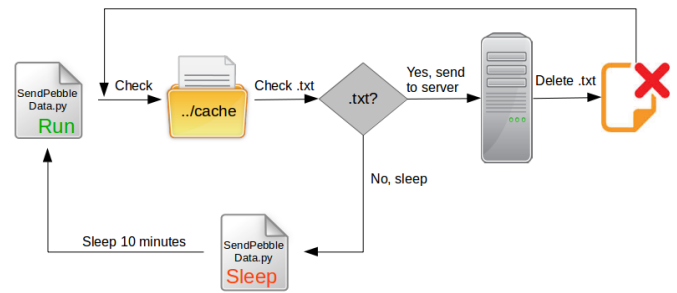 SendPebble
Data.py
Run
Check
../cache
Check .txt
.txt?
Yes, send
to server
Delete .txt
No, sleep
SendPebble
Data.py
Sleep
Sleep 10 minutes